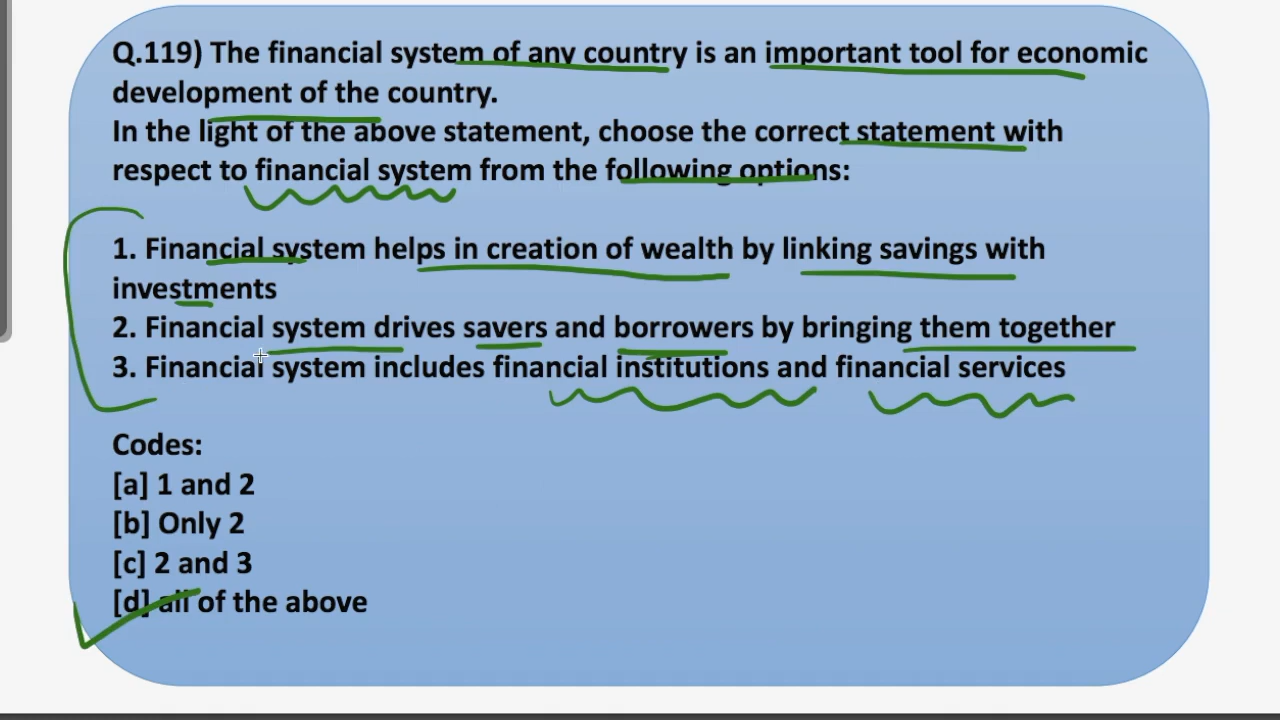 Q.119) The financial system of any country is an important tool for economic
development of the country.
In the light of the above statement, choose the correct statement with
respect to financial system from the following options:
1. Financial system helps in creation of wealth by linking savings with
investments
2. Financial system drives savers and borrowers by bringing them together
3. Financial system includes financial institutions and financial services
Codes:
[a] 1 and 2
[b] Only 2
[c] 2 and 3
[d] all of the above